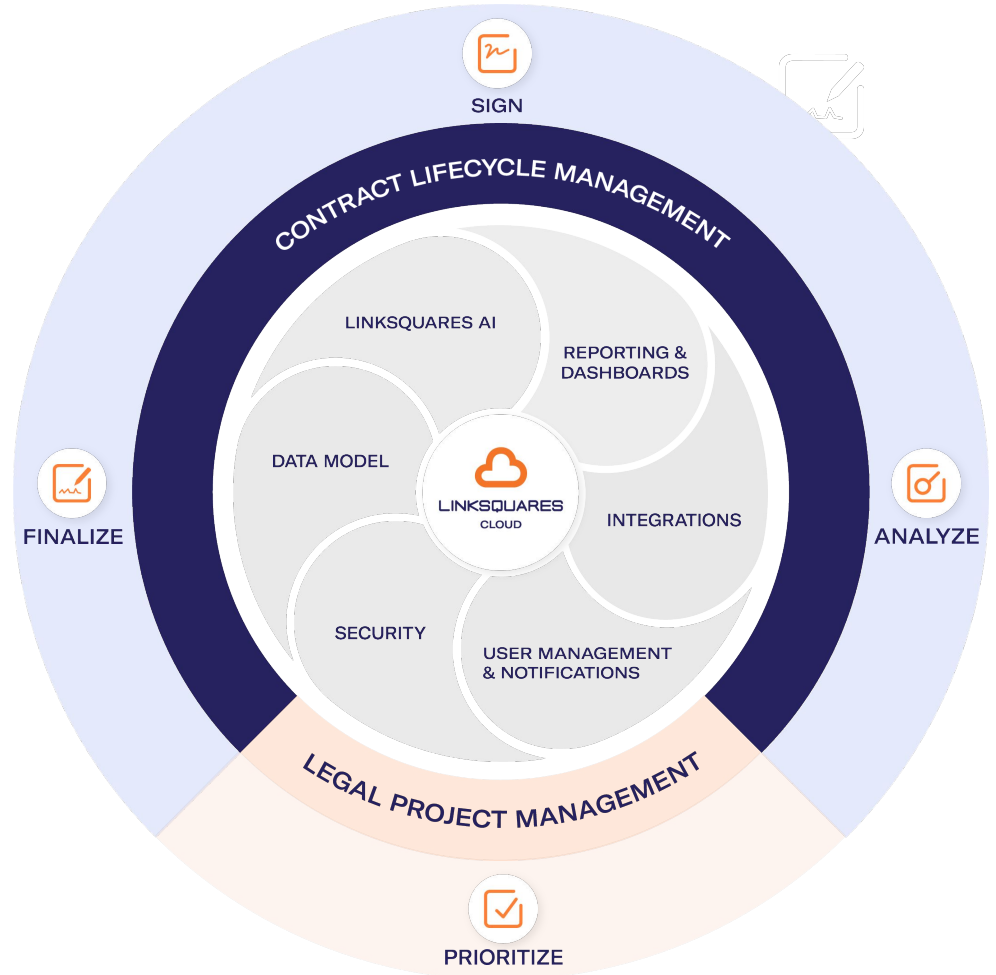 SIGN
CONTRACT LIFECYCLE MANAGEMENT
LINKSQUARES AI
REPORTING &
DASHBOARDS
DATA MODEL
LINKSQUARES
CLOUD
INTEGRATIONS
FINALIZE
ANALYZE
SECURITY
USER MANAGEMENT
& NOTIFICATIONS
LEGAL PROJECT MANAGEMENT
PRIORITIZE